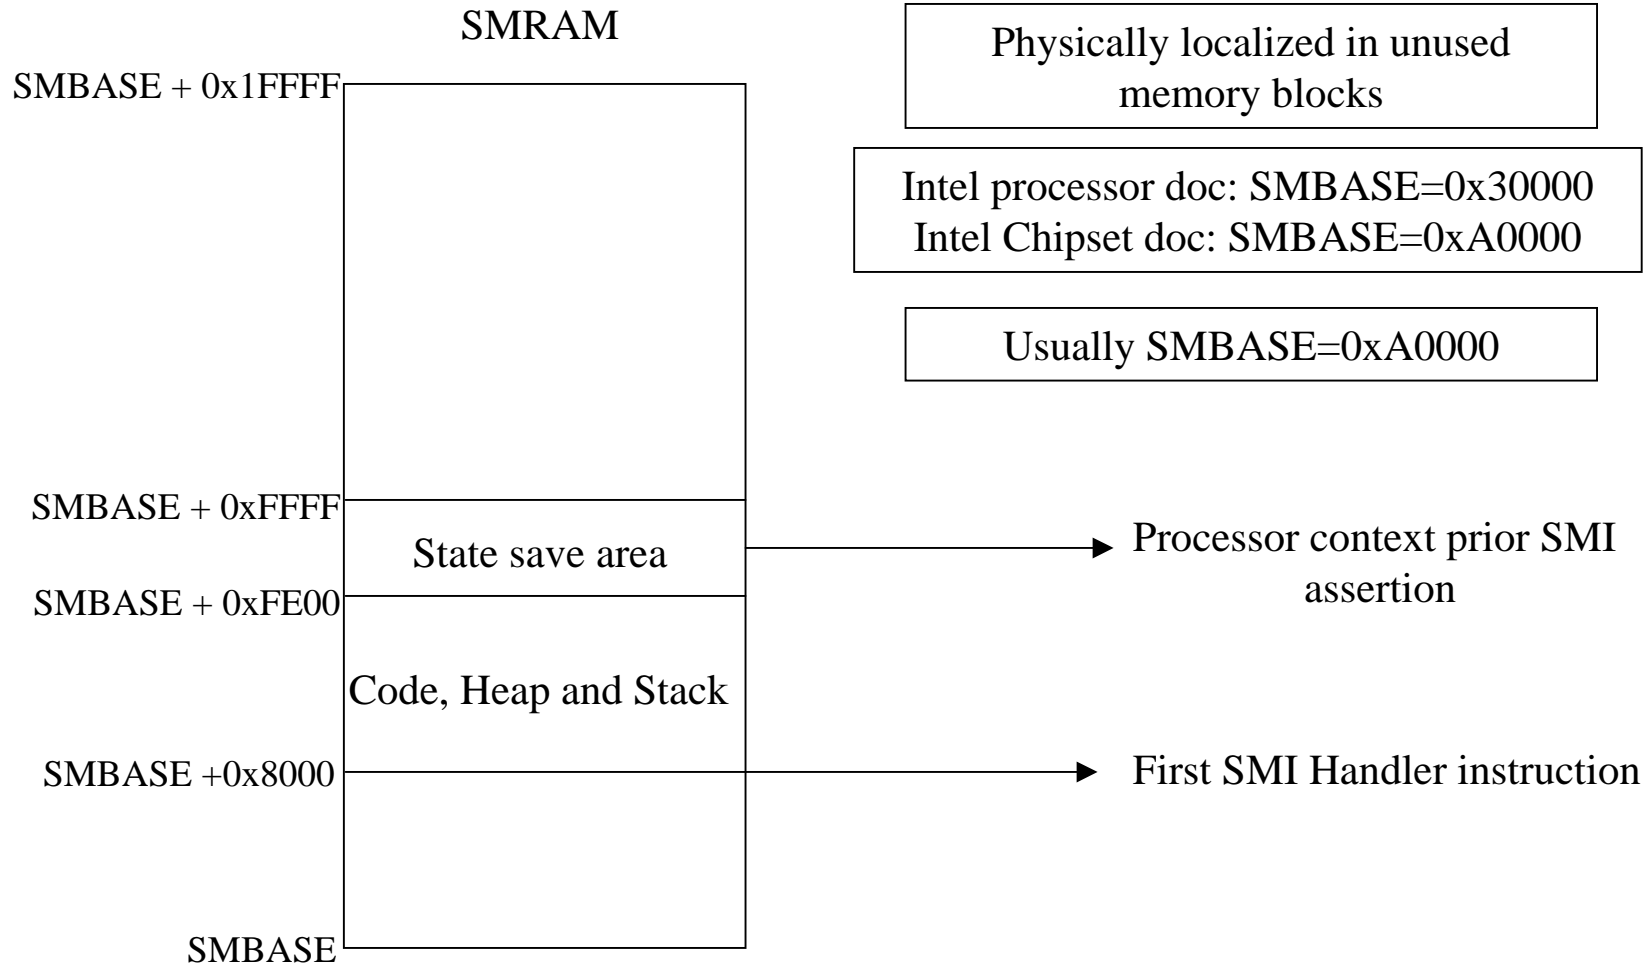 SMRAM
Physically localized in unused
memory blocks
SMBASE + 0x1FFFF
Intel processor doc: SMBASE=0x30000
Intel Chipset doc: SMBASE=0xA0000
Usually SMBASE=0xA0000
SMBASE + 0xFFFF
State save area
Processor context prior SMI
assertion
SMBASE + 0xFE00
Code, Heap and Stack
SMBASE +0x8000
First SMI Handler instruction
SMBASE